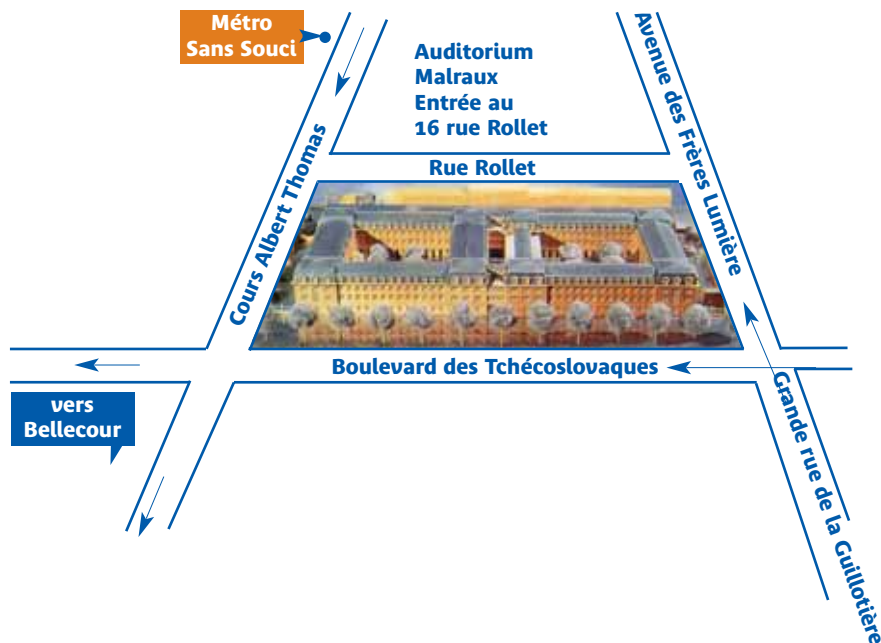 Métro
Sans Souci
Auditorium
Malraux
Entrée au
16 rue Rollet
Avenue des Frères Lumière
Rue Rollet
Cours Albert Thomas
Boulevard des Tchécoslovaques
vers
Bellecour
Grande rue de la Guillotière